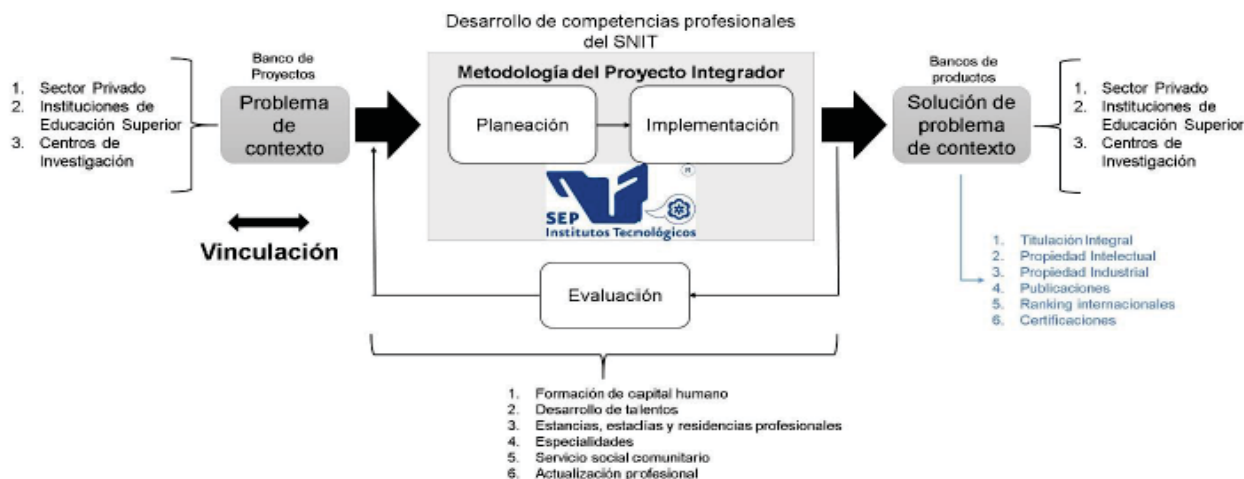 Desarrollo de competencias profesionales
del SNIT
Banco de
Proyectos
1. Sector Privado
2. Instituciones de
Educación Superior
3. Centros de
Investigación
Problema
de
contexto
Vinculación
Metodología del Proyecto Integrador
Planeación
Implementación
®
SEP
Institutos Tecnológicos
Evaluación
Bancos de
productos
Solución de
problema
de contexto
1. Sector Privado
2. Instituciones de
Educación Superior
3. Centros de
Investigación
1. Titulación Integral
2. Propiedad Intelectual
3. Propiedad Industrial
4. Publicaciones
5. Ranking internacionales
6. Certificaciones
1. Formación de capital humano
2. Desarrollo de talentos
3. Estancias, estadías y residencias profesionales
4. Especialidades
5. Servicio social comunitario
6. Actualización profesional